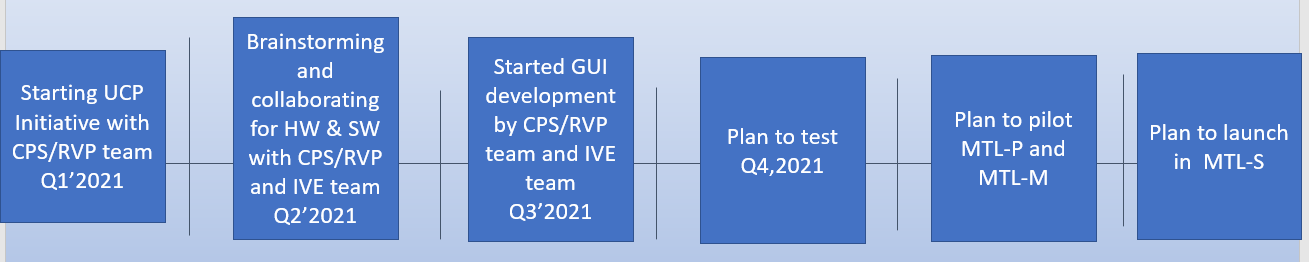 Starting UCP
Initiative with
CPS/RVP team
Q1’2021
Brainstorming
and
collaborating
for HW & SW
with CPS/RVP
and IVE team
Q2’2021
Started GUI
development
by CPS/RVP
team and IVE
team
Q3’2021
Plan to test
Q4,2021
Plan to pilot
MTL-P and
MTL-M
Plan to launch
in MTL-S